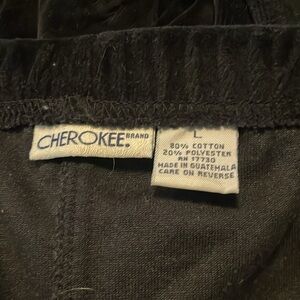 CHEROKEE. BRAND
L
80% COTTON
20% POLYESTER
RN 17730
MADE IN GUATEMALA
CARE ON REVERSE